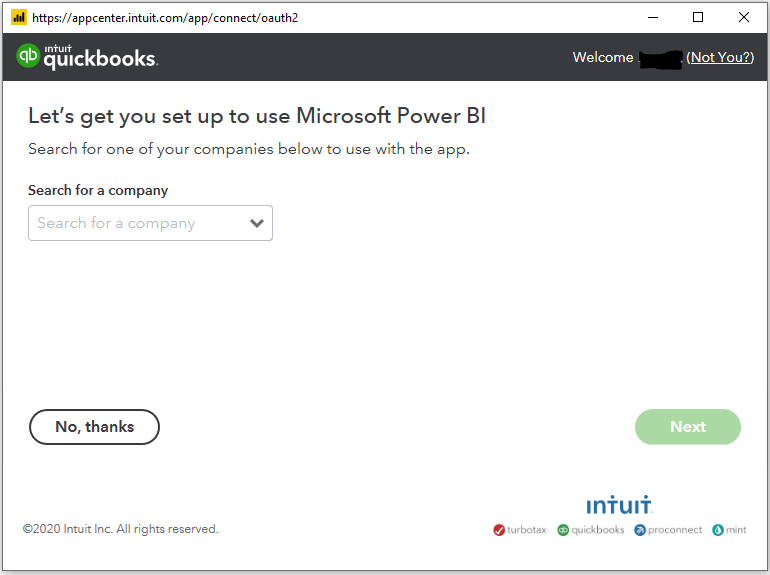 https://appcenter.intuit.com/app/connect/oauth2
intuit
quickbooks.
Welcome (Not You?)
Let's get you set up to use Microsoft Power BI
Search for one of your companies below to use with the app.
Search for a company
Search for a company
No, thanks
Next
intuit
©2020 Intuit Inc. All rights reserved.
turbotax quickbooks proconnect mint